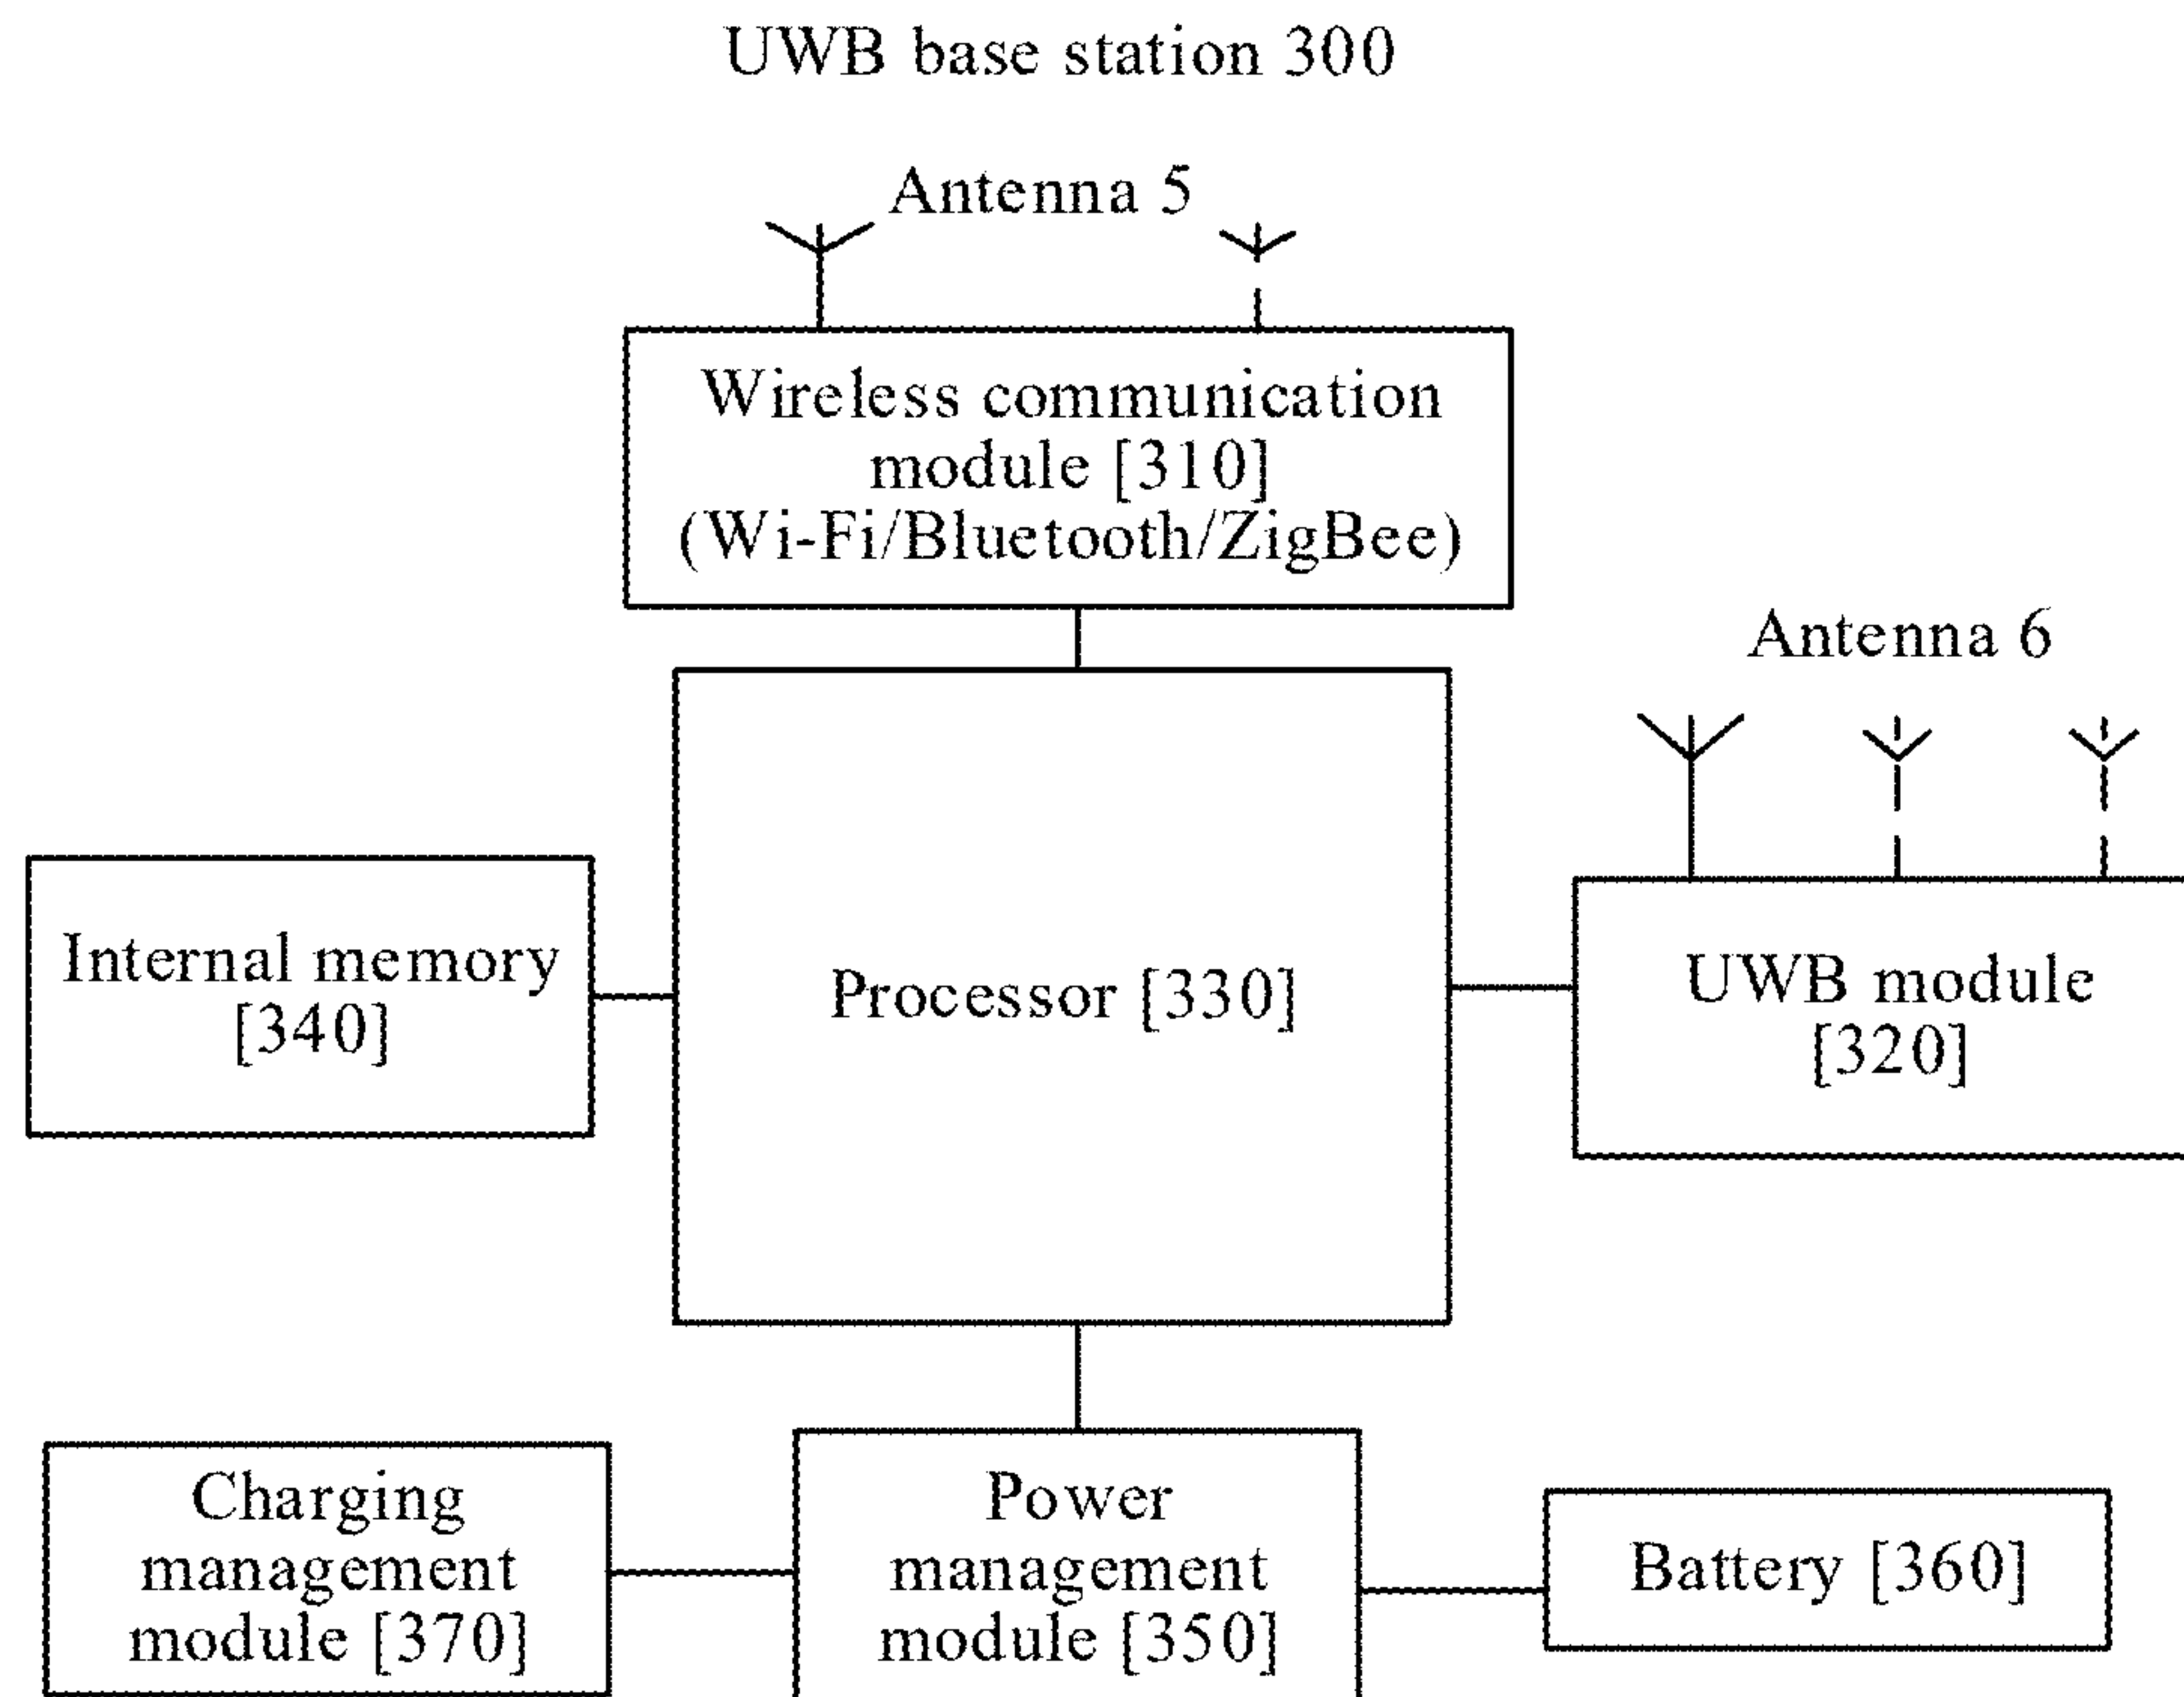 UWB base station 300
Antenna 5
Wireless communication
module [310]
(Wi-Fi/Bluetooth/ZigBee)
Antenna 6
Internal memory
[340]
Processor [330]
UWB module
[320]
Charging
management
module [370]
Power
management
module [350]
Battery [360]